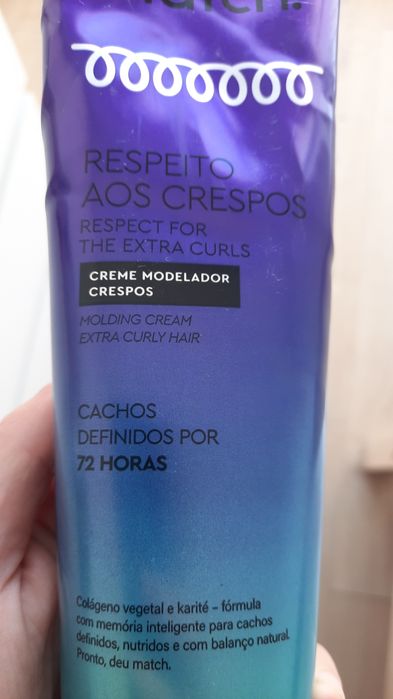 RESPEITO
AOS CRESPOS
RESPECT FOR
THE EXTRA CURLS
CREME MODELADOR
CRESPOS
MOLDING CREAM
EXTRA CURLY HAIR
CACHOS
DEFINIDOS POR
72 HORAS
Colágeno vegetal e karité – fórmula
com memória inteligente para cachos
definidos, nutridos e com balanço natural.
Pronto, deu match.